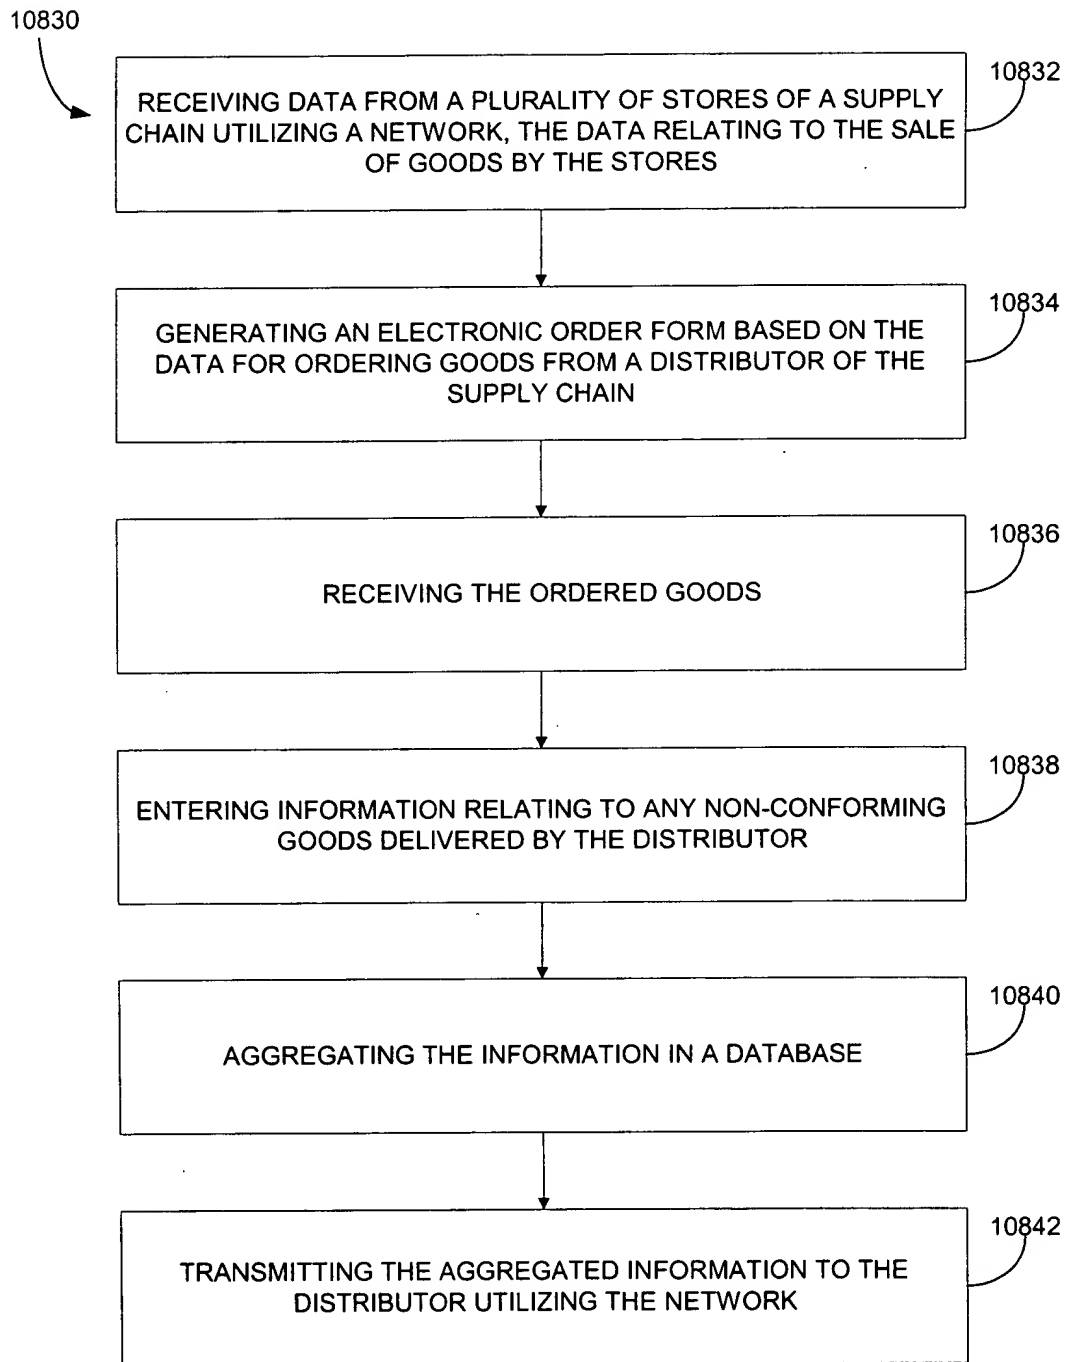 10830
10832
RECEIVING DATA FROM A PLURALITY OF STORES OF A SUPPLY
CHAIN UTILIZING A NETWORK, THE DATA RELATING TO THE SALE
OF GOODS BY THE STORES
10834
GENERATING AN ELECTRONIC ORDER FORM BASED ON THE
DATA FOR ORDERING GOODS FROM A DISTRIBUTOR OF THE
SUPPLY CHAIN
10836
RECEIVING THE ORDERED GOODS
10838
ENTERING INFORMATION RELATING TO ANY NON-CONFORMING
GOODS DELIVERED BY THE DISTRIBUTOR
10840
AGGREGATING THE INFORMATION IN A DATABASE
10842
TRANSMITTING THE AGGREGATED INFORMATION TO THE
DISTRIBUTOR UTILIZING THE NETWORK